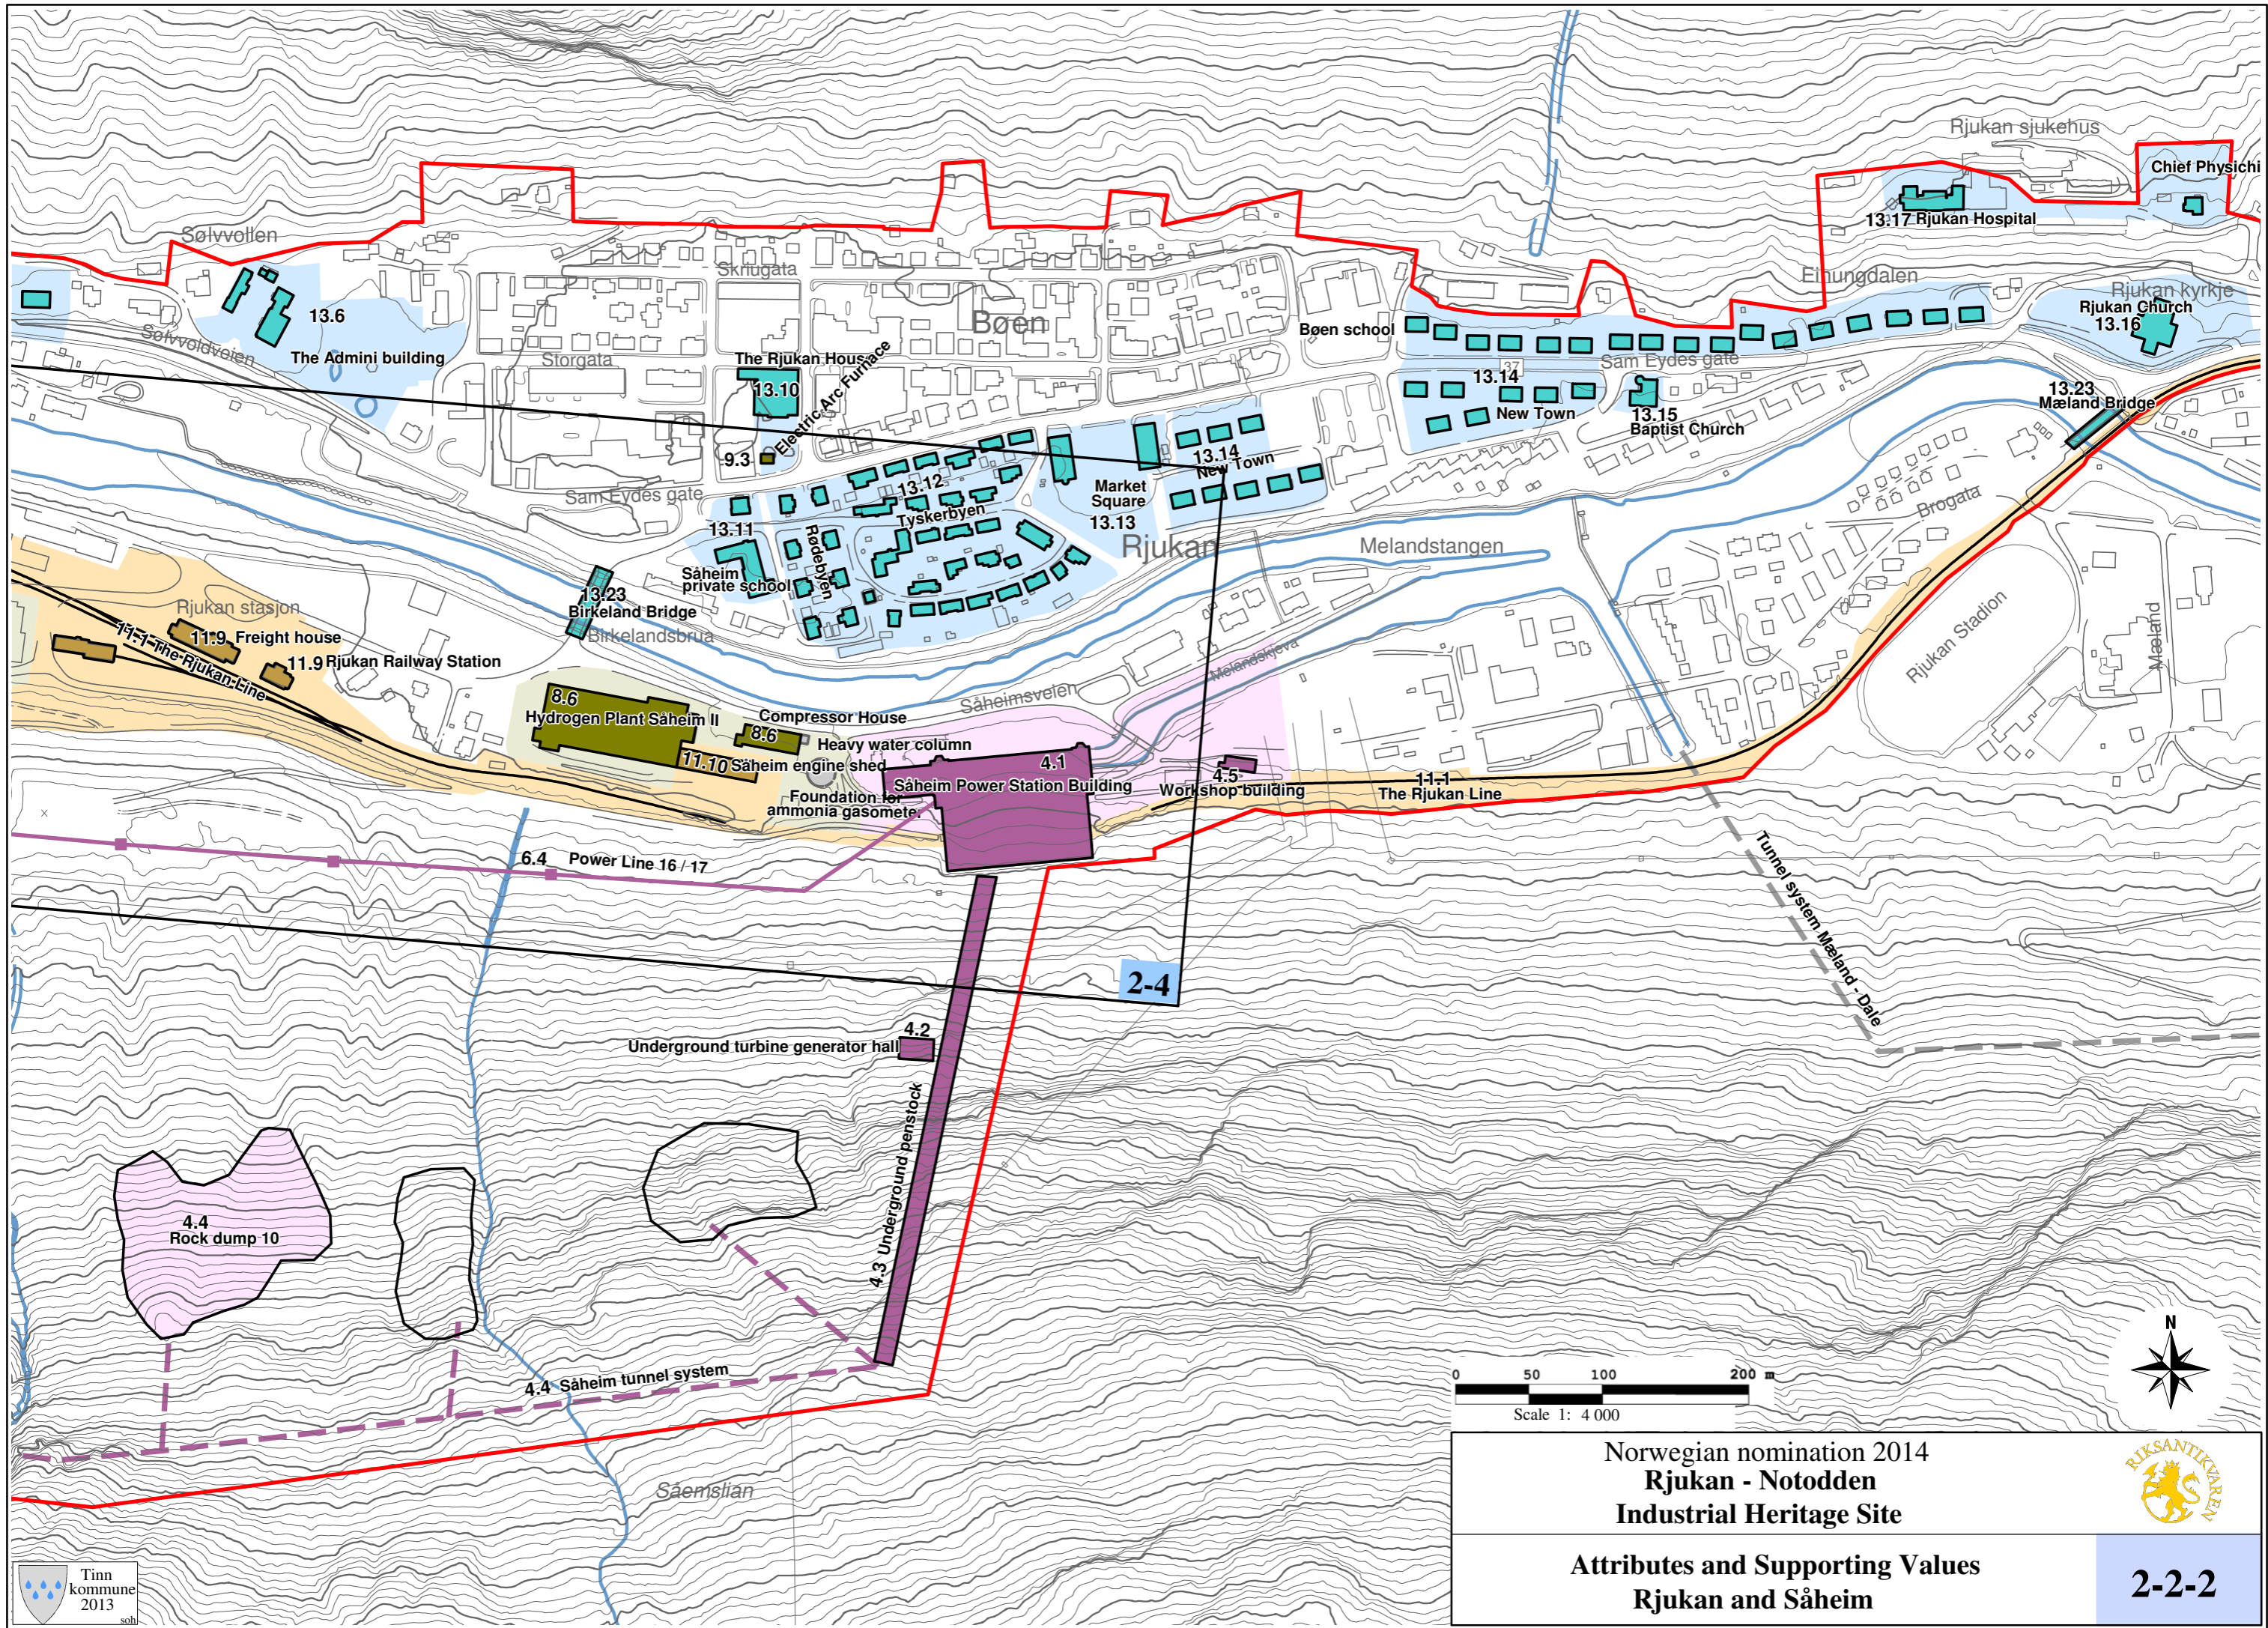 Rjukan sjukehus
Chief Physichi
13.17 Rjukan Hospital
Sølvvollen
Skriugata
Einungdalen
Rjukan kyrkje
Rjukan Church
13.16
13.6
Bøen
Bøen school
Sølvvoldveien
The Admini building
Storgata
The Rjukan Hous
13.10
Electric Arc Furnace
9.3
37
Sam Eydes gate
13.14
New Town
13.15
Baptist Church
13.23
Mæland Bridge
13.14
New Town
Market
Square
13.13
13.12
Tyskerbyen
Sam Eydes gate
13.11
Rødebyen
Såheim
private school
Rjukan
Melandstangen
Brogata
Rjukan Stadion
Mæland
13.23
Birkeland Bridge
Birkelandsbrua
Rjukan stasjon
11.9 Freight house
11.9 Rjukan Railway Station
11.1 The Rjukan Line
Melandskjeva
Såheimsveien
8.6
Hydrogen Plant Såheim II
Compressor House
8.6
Heavy water column
11.10 Såheim engine shed
Foundation for
ammonia gasometer
4.1
Såheim Power Station Building
4.5
Workshop building
11.1
The Rjukan Line
6.4 Power Line 16 / 17
Tunnel system Mæland - Dale
2-4
4.2
Underground turbine generator hall
4.3 Underground penstock
4.4
Rock dump 10
4.4 Såheim tunnel system
Såemslian
N
0 50 100 200 m
Scale 1: 4 000
Norwegian nomination 2014
Rjukan - Notodden
Industrial Heritage Site
RIKSANTIKVAREN
Attributes and Supporting Values
Rjukan and Såheim
2-2-2
Tinn
kommune
2013
soh